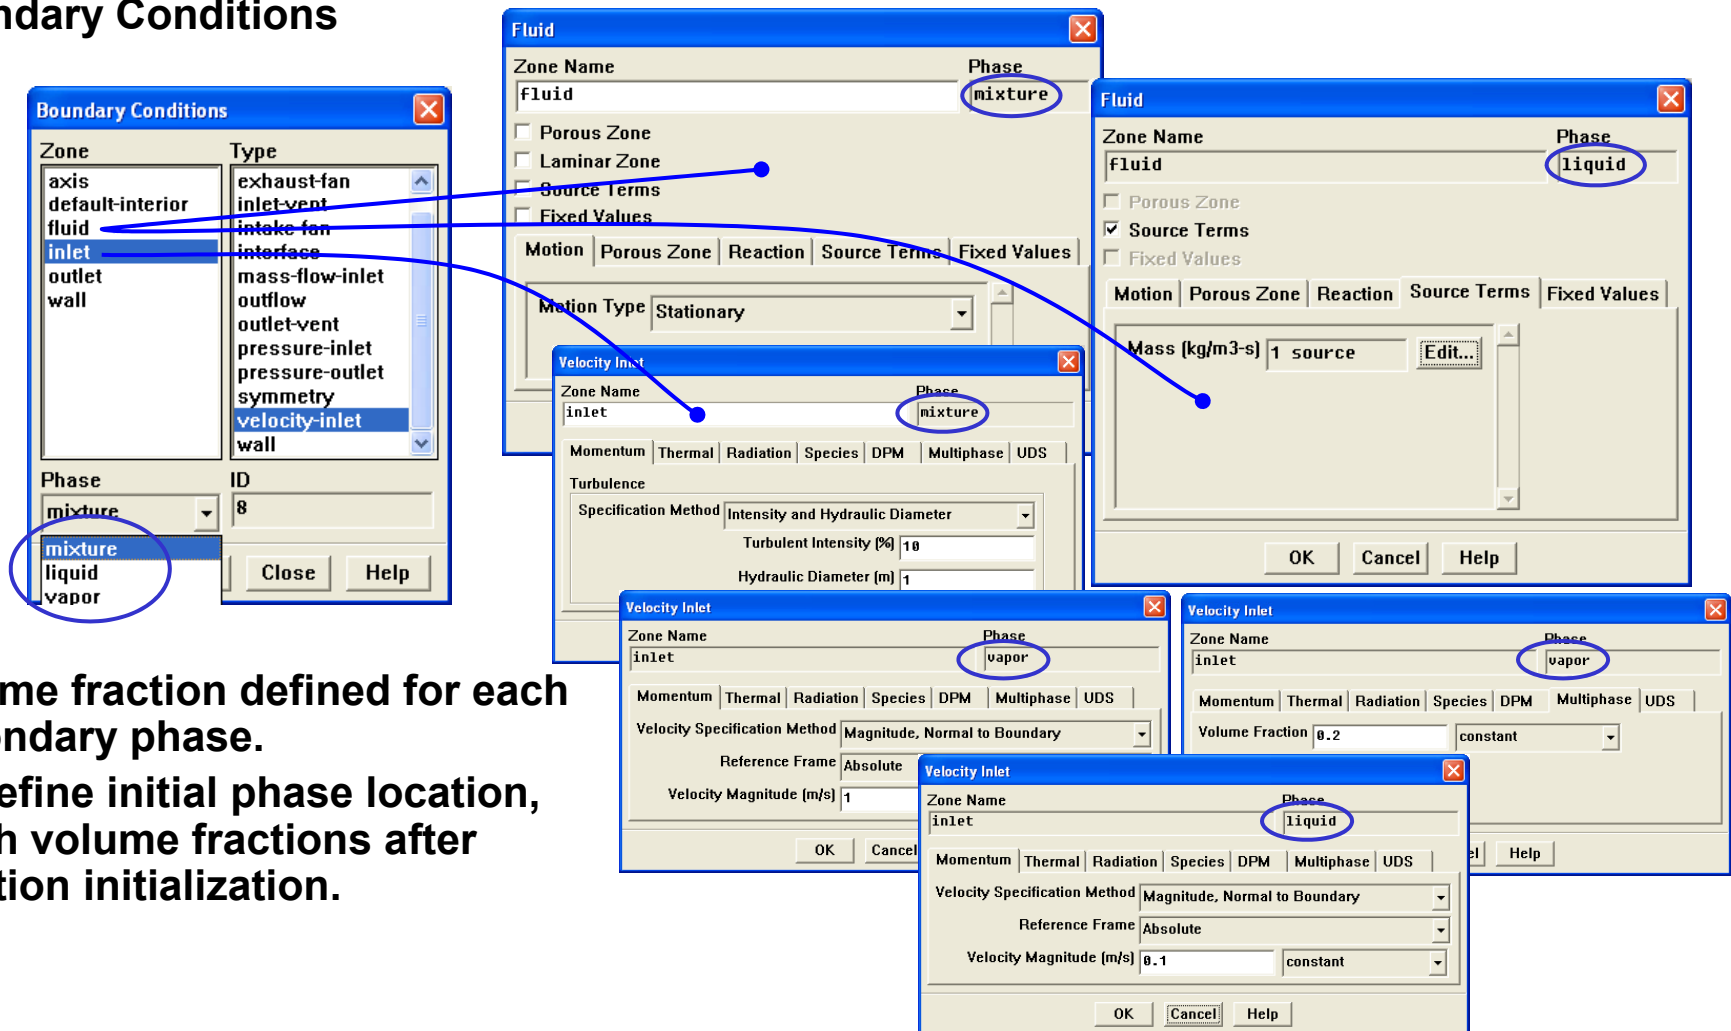 ndary Conditions
Boundary Conditions
Zone
Type
axis
default-interior
fluid
inlet
outlet
wall
exhaust-fan
inlet-vent
intake-fan
interface
mass-flow-inlet
outflow
outlet-vent
pressure-inlet
pressure-outlet
symmetry
velocity-inlet
wall
Phase
ID
mixture
8
mixture
liquid
vapor
Close
Help
Fluid
Zone Name
Phase
fluid
mixture
Porous Zone
Laminar Zone
Source Terms
Fixed Values
Motion Porous Zone Reaction Source Terms Fixed Values
Motion Type Stationary
Fluid
Zone Name
Phase
fluid
liquid
Porous Zone
Source Terms
Fixed Values
Motion Porous Zone Reaction Source Terms Fixed Values
Mass (kg/m3-s) 1 source Edit...
OK Cancel Help
Velocity Inlet
Zone Name
Phase
inlet
mixture
Momentum Thermal Radiation Species DPM Multiphase UDS
Turbulence
Specification Method Intensity and Hydraulic Diameter
Turbulent Intensity (%) 10
Hydraulic Diameter (m) 1
Velocity Inlet
Zone Name
Phase
inlet
vapor
Momentum Thermal Radiation Species DPM Multiphase UDS
Velocity Specification Method Magnitude, Normal to Boundary
Reference Frame Absolute
Velocity Magnitude (m/s) 1
OK Cancel
Velocity Inlet
Zone Name
Phase
inlet
vapor
Momentum Thermal Radiation Species DPM Multiphase UDS
Volume Fraction 0.2 constant
el Help
Velocity Inlet
Zone Name
Phase
inlet
liquid
Momentum Thermal Radiation Species DPM Multiphase UDS
Velocity Specification Method Magnitude, Normal to Boundary
Reference Frame Absolute
Velocity Magnitude (m/s) 0.1 constant
OK Cancel Help
me fraction defined for each
ondary phase.
efine initial phase location,
h volume fractions after
tion initialization.